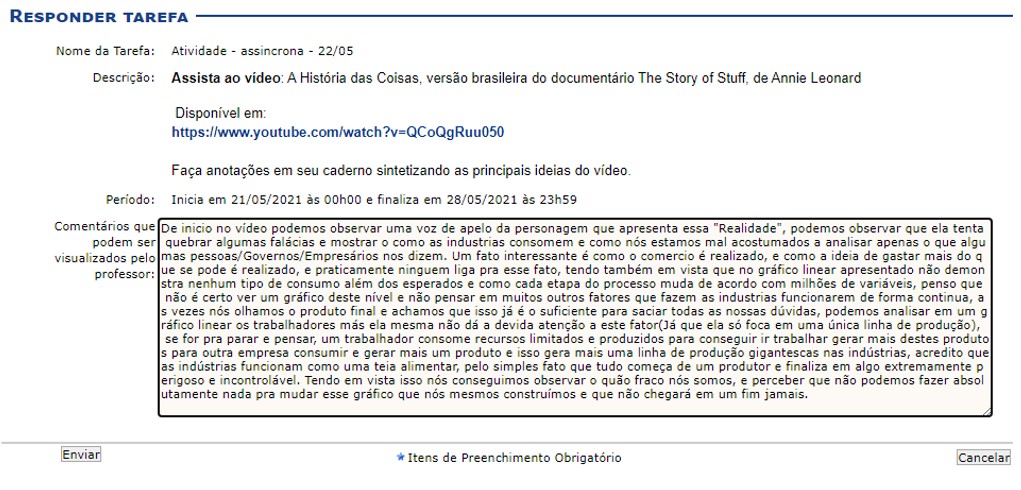 RESPONDER TAREFA
Nome da Tarefa: Atividade - assincrona - 22/05
Descrição: Assista ao vídeo: A História das Coisas, versão brasileira do documentário The Story of Stuff, de Annie Leonard
Disponível em:
https://www.youtube.com/watch?v=QCoQgRuu050
Faça anotações em seu caderno sintetizando as principais ideias do vídeo.
Período: Inicia em 21/05/2021 às 00h00 e finaliza em 28/05/2021 às 23h59
Comentários que
podem ser
visualizados pelo
professor:
De inicio no vídeo podemos observar uma voz de apelo da personagem que apresenta essa "Realidade", podemos observar que ela tenta
quebrar algumas falácias e mostrar o como as industrias consomem e como nós estamos mal acostumados a analisar apenas o que algu
mas pessoas/Governos/Empresários nos dizem. Um fato interessante é como o comercio é realizado, e como a ideia de gastar mais do q
ue se pode é realizado, e praticamente ninguem liga pra esse fato, tendo também em vista que no gráfico linear apresentado não demon
stra nenhum tipo de consumo além dos esperados e como cada etapa do processo muda de acordo com milhões de variáveis, penso que
não é certo ver um gráfico deste nível e não pensar em muitos outros fatores que fazem as industrias funcionarem de forma continua, a
s vezes nós olhamos o produto final e achamos que isso já é o suficiente para saciar todas as nossas dúvidas, podemos analisar em um g
ráfico linear os trabalhadores más ela mesma não dá a devida atenção a este fator(Já que ela só foca em uma única linha de produção),
se for pra parar e pensar, um trabalhador consome recursos limitados e produzidos para conseguir ir trabalhar gerar mais destes produto
s para outra empresa consumir e gerar mais um produto e isso gera mais uma linha de produção gigantescas nas indústrias, acredito que
as indústrias funcionam como uma teia alimentar, pelo simples fato que tudo começa de um produtor e finaliza em algo extremamente p
erigoso e incontrolável. Tendo em vista isso nós conseguimos observar o quão fraco nós somos, e perceber que não podemos fazer absol
utamente nada pra mudar esse gráfico que nós mesmos construímos e que não chegará em um fim jamais.
Enviar
Itens de Preenchimento Obrigatório
Cancelar